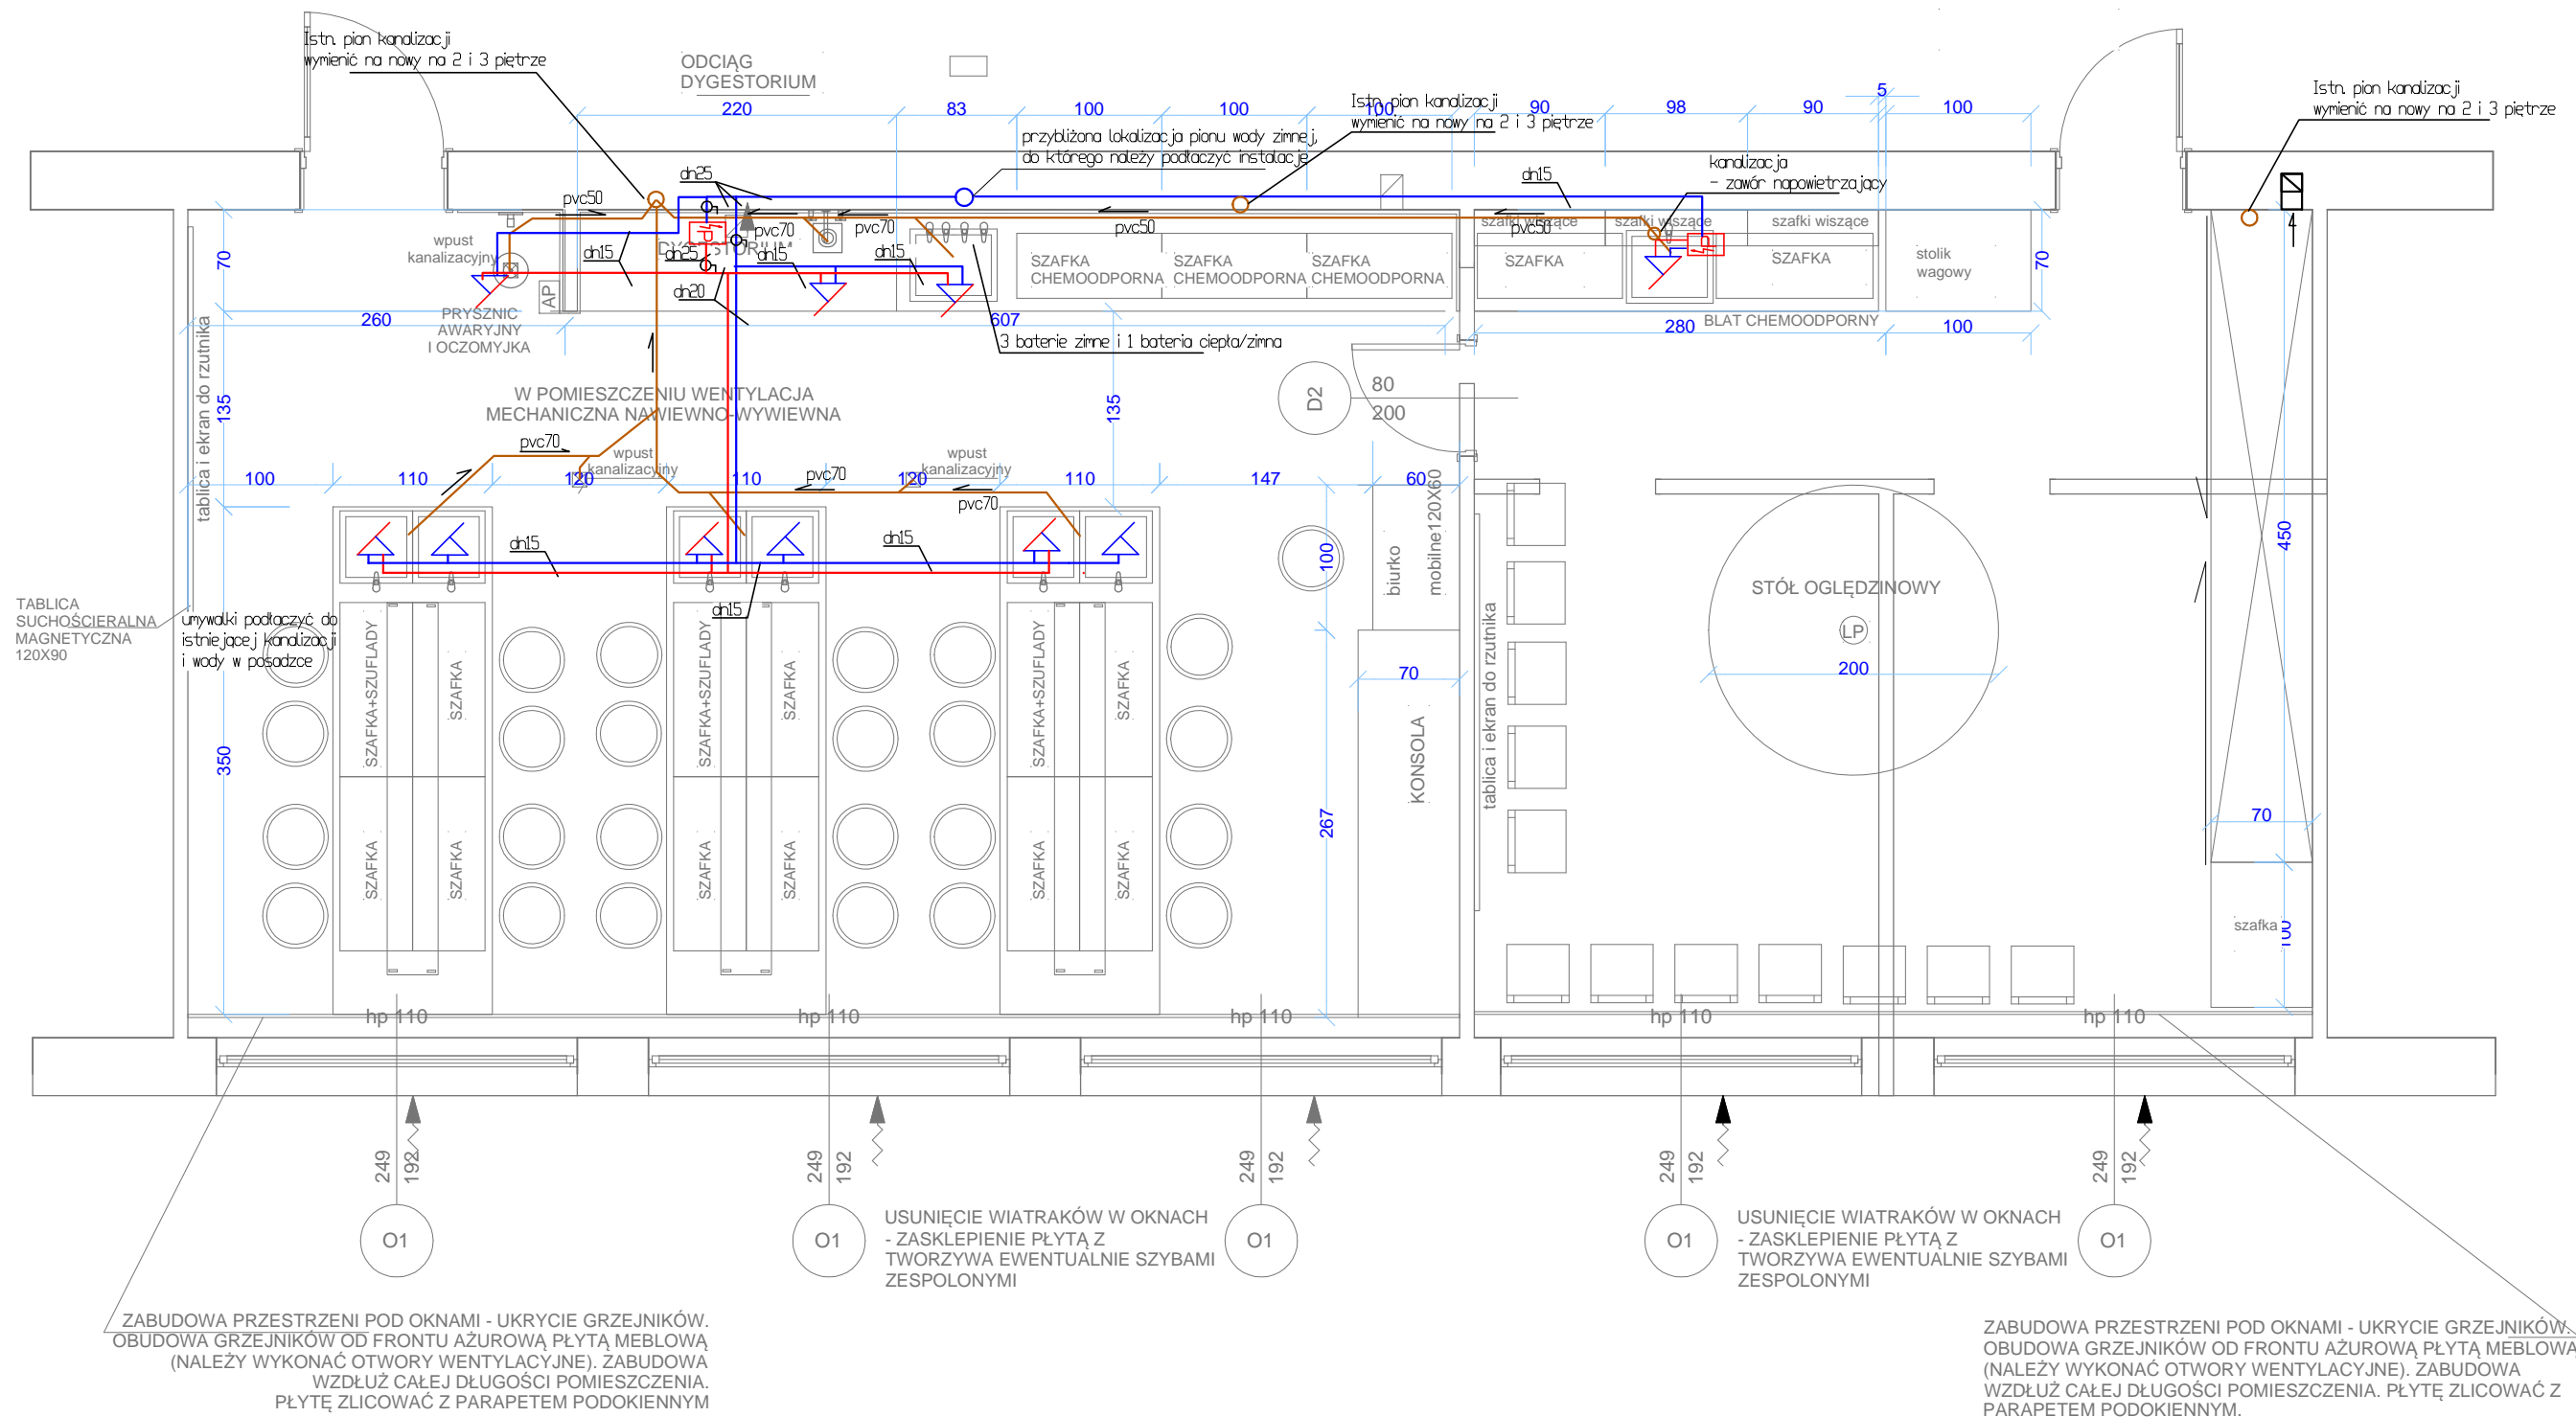 Istn. pion kanalizacji
wymienić na nowy na 2 i 3 piętrze
ODCIĄG
DYGESTORIUM
220
83
100
100
100
90
98
90
5
100
Istn. pion kanalizacji
wymienić na nowy na 2 i 3 piętrze
Istn. pion kanalizacji
wymienić na nowy na 2 i 3 piętrze
przybliżona lokalizacja pionu wody zimnej,
do którego należy podłączyć instalację
kanalizacja
- zawór napowietrzający
dn25
dn15
pvc50
pvc70
pvc70
pvc50
pvc50
szafki wiszące
szafki wiszące
szafki wiszące
wpust
kanalizacyjny
DYGESTORIUM
dn15
dn25
dn15
dn15
dn20
AP
SZAFKA
CHEMOODPORNA
SZAFKA
CHEMOODPORNA
SZAFKA
CHEMOODPORNA
SZAFKA
SZAFKA
stolik
wagowy
70
70
260
PRYSZNIC
AWARYJNY
I OCZOMYJKA
607
280
BLAT CHEMOODPORNY
100
3 baterie zimne i 1 bateria ciepła/zimna
tablica i ekran do rzutnika
135
W POMIESZCZENIU WENTYLACJA
MECHANICZNA NAWIEWNO-WYWIEWNA
135
D2
80
200
pvc70
wpust
kanalizacyjny
pvc70
wpust
kanalizacyjny
pvc70
100
110
120
110
120
110
147
60
dn15
dn15
dn15
100
biurko
mobilne120X60
450
STÓŁ OGLĘDZINOWY
LP
200
TABLICA
SUCHOŚCIERALNA
MAGNETYCZNA
120X90
umywalki podłączyć do
istniejącej kanalizacji
i wody w posadzce
SZAFKA+SZUFLADY
SZAFKA
SZAFKA+SZUFLADY
SZAFKA
SZAFKA+SZUFLADY
SZAFKA
70
KONSOLA
tablica i ekran do rzutnika
350
267
70
SZAFKA
SZAFKA
SZAFKA
SZAFKA
SZAFKA
SZAFKA
szafka
100
hp 110
hp 110
hp 110
hp 110
hp 110
249
192
249
192
249
192
249
192
249
192
O1
O1
O1
O1
O1
USUNIĘCIE WIATRAKÓW W OKNACH
- ZASKLEPIENIE PŁYTĄ Z
TWORZYWA EWENTUALNIE SZYBAMI
ZESPOLONYMI
USUNIĘCIE WIATRAKÓW W OKNACH
- ZASKLEPIENIE PŁYTĄ Z
TWORZYWA EWENTUALNIE SZYBAMI
ZESPOLONYMI
ZABUDOWA PRZESTRZENI POD OKNAMI - UKRYCIE GRZEJNIKÓW.
OBUDOWA GRZEJNIKÓW OD FRONTU AŻUROWĄ PŁYTĄ MEBLOWĄ
(NALEŻY WYKONAĆ OTWORY WENTYLACYJNE). ZABUDOWA
WZDŁUŻ CAŁEJ DŁUGOŚCI POMIESZCZENIA.
PŁYTĘ ZLICOWAĆ Z PARAPETEM PODOKIENNYM
ZABUDOWA PRZESTRZENI POD OKNAMI - UKRYCIE GRZEJNIKÓW.
OBUDOWA GRZEJNIKÓW OD FRONTU AŻUROWĄ PŁYTĄ MEBLOWĄ
(NALEŻY WYKONAĆ OTWORY WENTYLACYJNE). ZABUDOWA
WZDŁUŻ CAŁEJ DŁUGOŚCI POMIESZCZENIA. PŁYTĘ ZLICOWAĆ Z
PARAPETEM PODOKIENNYM.